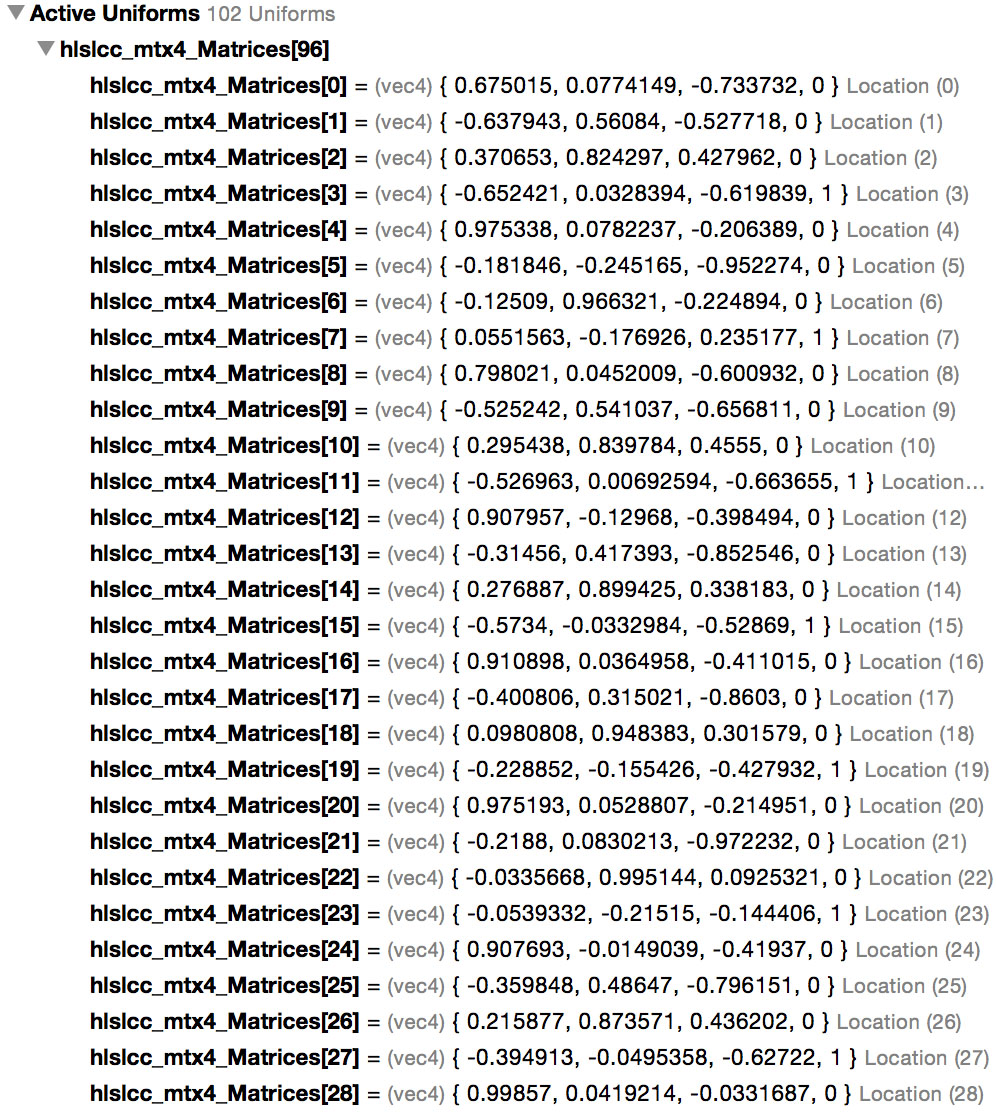 Active Uniforms 102 Uniforms
hlslcc_mtx4_Matrices[96]
hlslcc_mtx4_Matrices[0] = (vec4) { 0.675015, 0.0774149, -0.733732, 0 } Location (0)
hlslcc_mtx4_Matrices[1] = (vec4) { -0.637943, 0.56084, -0.527718, 0 } Location (1)
hlslcc_mtx4_Matrices[2] = (vec4) { 0.370653, 0.824297, 0.427962, 0 } Location (2)
hlslcc_mtx4_Matrices[3] = (vec4) { -0.652421, 0.0328394, -0.619839, 1 } Location (3)
hlslcc_mtx4_Matrices[4] = (vec4) { 0.975338, 0.0782237, -0.206389, 0 } Location (4)
hlslcc_mtx4_Matrices[5] = (vec4) { -0.181846, -0.245165, -0.952274, 0 } Location (5)
hlslcc_mtx4_Matrices[6] = (vec4) { -0.12509, 0.966321, -0.224894, 0 } Location (6)
hlslcc_mtx4_Matrices[7] = (vec4) { 0.0551563, -0.176926, 0.235177, 1 } Location (7)
hlslcc_mtx4_Matrices[8] = (vec4) { 0.798021, 0.0452009, -0.600932, 0 } Location (8)
hlslcc_mtx4_Matrices[9] = (vec4) { -0.525242, 0.541037, -0.656811, 0 } Location (9)
hlslcc_mtx4_Matrices[10] = (vec4) { 0.295438, 0.839784, 0.4555, 0 } Location (10)
hlslcc_mtx4_Matrices[11] = (vec4) { -0.526963, 0.00692594, -0.663655, 1 } Location...
hlslcc_mtx4_Matrices[12] = (vec4) { 0.907957, -0.12968, -0.398494, 0 } Location (12)
hlslcc_mtx4_Matrices[13] = (vec4) { -0.31456, 0.417393, -0.852546, 0 } Location (13)
hlslcc_mtx4_Matrices[14] = (vec4) { 0.276887, 0.899425, 0.338183, 0 } Location (14)
hlslcc_mtx4_Matrices[15] = (vec4) { -0.5734, -0.0332984, -0.52869, 1 } Location (15)
hlslcc_mtx4_Matrices[16] = (vec4) { 0.910898, 0.0364958, -0.411015, 0 } Location (16)
hlslcc_mtx4_Matrices[17] = (vec4) { -0.400806, 0.315021, -0.8603, 0 } Location (17)
hlslcc_mtx4_Matrices[18] = (vec4) { 0.0980808, 0.948383, 0.301579, 0 } Location (18)
hlslcc_mtx4_Matrices[19] = (vec4) { -0.228852, -0.155426, -0.427932, 1 } Location (19)
hlslcc_mtx4_Matrices[20] = (vec4) { 0.975193, 0.0528807, -0.214951, 0 } Location (20)
hlslcc_mtx4_Matrices[21] = (vec4) { -0.2188, 0.0830213, -0.972232, 0 } Location (21)
hlslcc_mtx4_Matrices[22] = (vec4) { -0.0335668, 0.995144, 0.0925321, 0 } Location (22)
hlslcc_mtx4_Matrices[23] = (vec4) { -0.0539332, -0.21515, -0.144406, 1 } Location (23)
hlslcc_mtx4_Matrices[24] = (vec4) { 0.907693, -0.0149039, -0.41937, 0 } Location (24)
hlslcc_mtx4_Matrices[25] = (vec4) { -0.359848, 0.48647, -0.796151, 0 } Location (25)
hlslcc_mtx4_Matrices[26] = (vec4) { 0.215877, 0.873571, 0.436202, 0 } Location (26)
hlslcc_mtx4_Matrices[27] = (vec4) { -0.394913, -0.0495358, -0.62722, 1 } Location (27)
hlslcc_mtx4_Matrices[28] = (vec4) { 0.99857, 0.0419214, -0.0331687, 0 } Location (28)